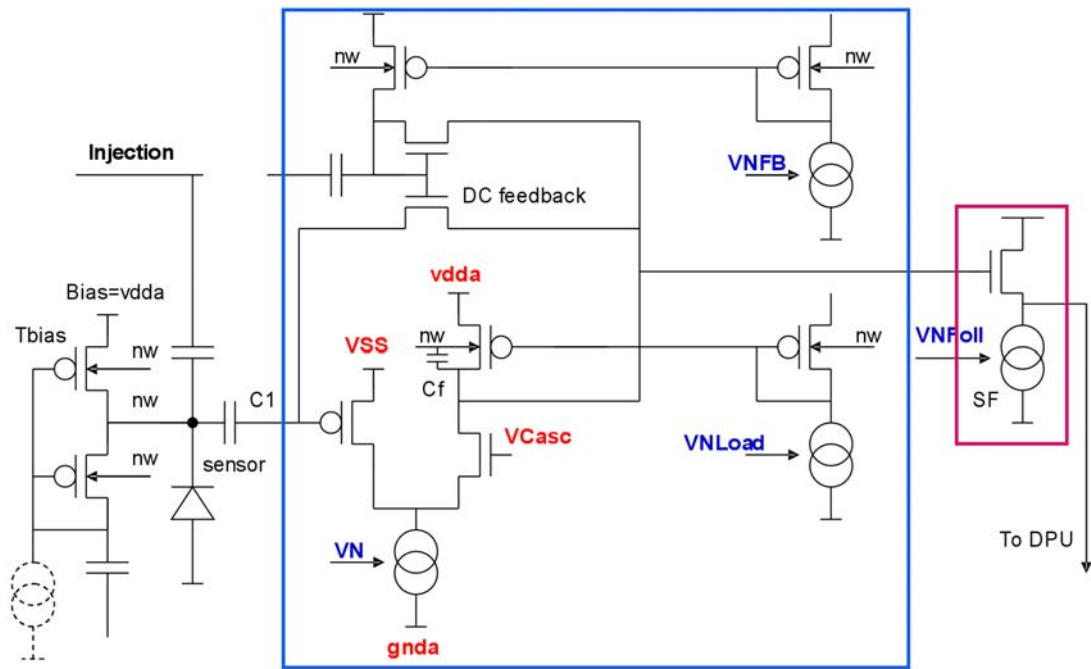 nw
nw
Injection
VNFB
DC feedback
vdda
Bias=vdda
Tbias
nw
VSS
nw
nw
VNFoll
nw
Cf
C1
SF
VCasc
VNLoad
nw
sensor
VN
To DPU
gnda